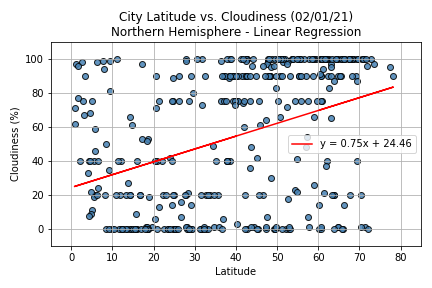 City Latitude vs. Cloudiness (02/01/21)
Northern Hemisphere - Linear Regression
100
80
60
40
20
0
Cloudiness (%)
y = 0.75x + 24.46
0 10 20 30 40 50 60 70 80
Latitude